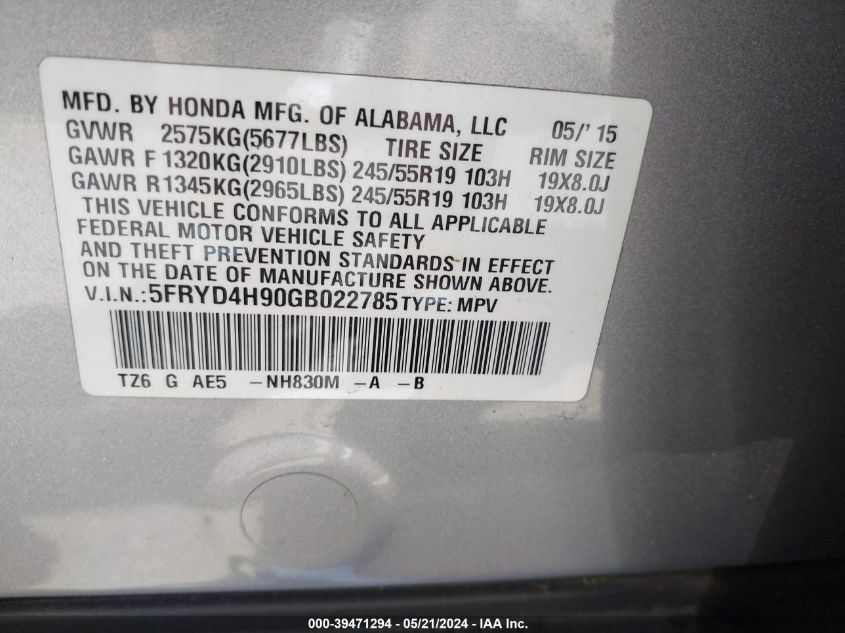 MFD. BY HONDA MFG. OF ALABAMA, LLC 05/'15
GVWR 2575KG(5677LBS) TIRE SIZE RIM SIZE
GAWR F 1320KG(2910LBS) 245/55R19 103H 19X8.0J
GAWR R1345KG(2965LBS) 245/55R19 103H 19X8.0J
THIS VEHICLE CONFORMS TO ALL APPLICABLE
FEDERAL MOTOR VEHICLE SAFETY
AND THEFT PREVENTION STANDARDS IN EFFECT
ON THE DATE OF MANUFACTURE SHOWN ABOVE.
V.I.N.:5FRYD4H90GB022785 TYPE: MPV
TZ6 G AE5 -NH830M -A -B
000-39471294 - 05/21/2024 - IAA Inc.